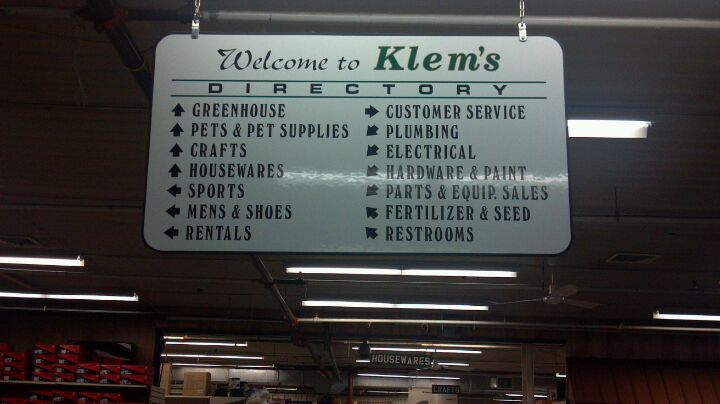 Welcome to Klem's
DIRECTORY
GREENHOUSE
PETS & PET SUPPLIES
CRAFTS
HOUSEWARES
SPORTS
MENS & SHOES
RENTALS
CUSTOMER SERVICE
PLUMBING
ELECTRICAL
HARDWARE & PAINT
PARTS & EQUIP. SALES
FERTILIZER & SEED
RESTROOMS
HOUSEWARES
CRAFTS